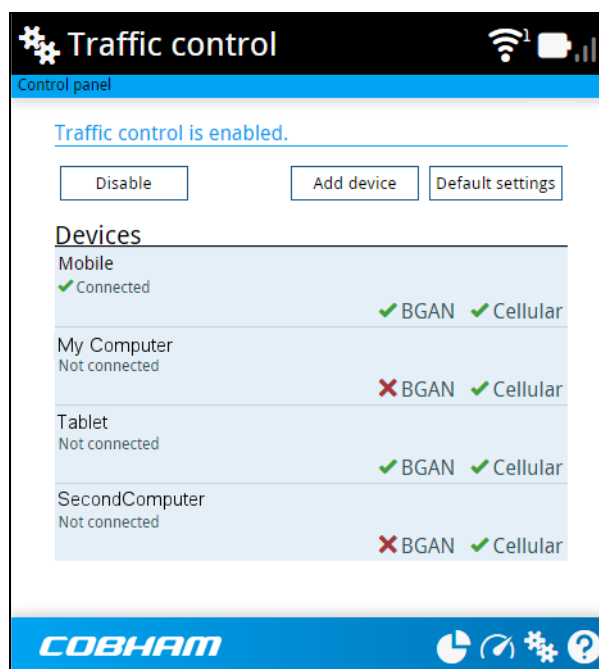 Traffic control
1
Control panel
Traffic control is enabled.
Disable Add device Default settings
Devices
Mobile
Connected
BGAN Cellular
My Computer
Not connected
BGAN Cellular
Tablet
Not connected
BGAN Cellular
SecondComputer
Not connected
BGAN Cellular
COBHAM
?